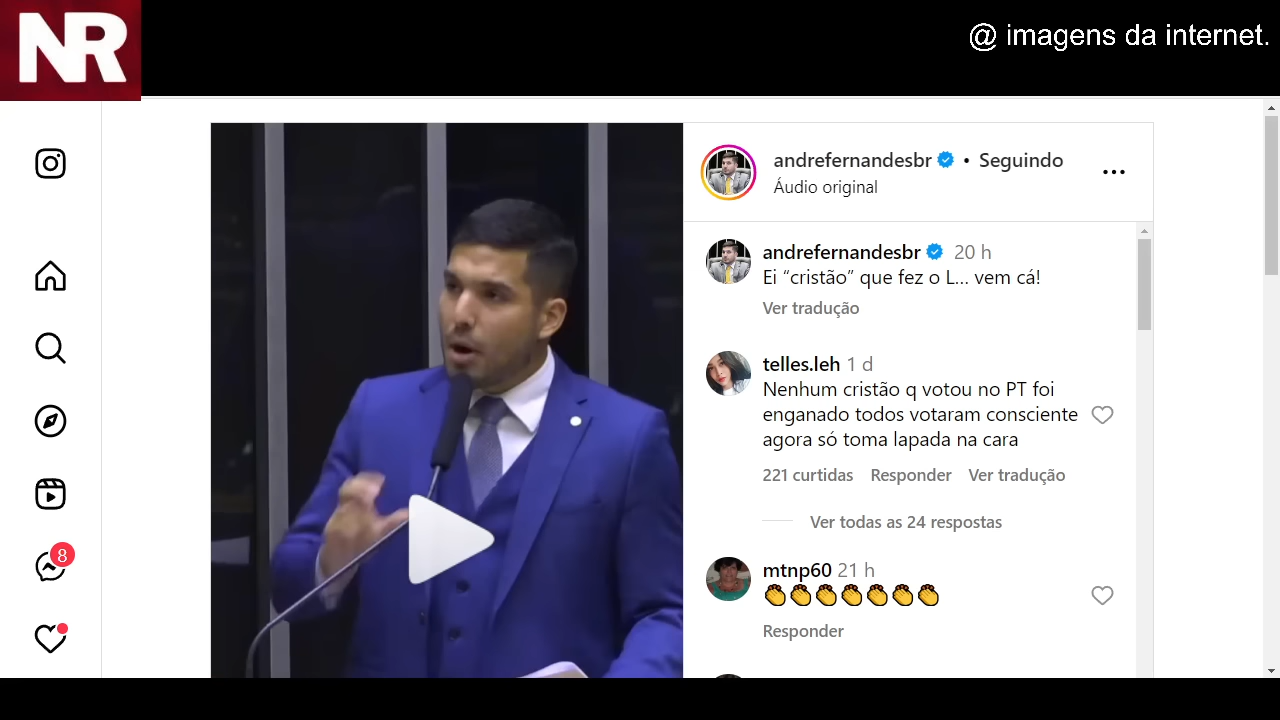 NR
@ imagens da internet.
andrefernandesbr • Seguindo
Áudio original
andrefernandesbr 20 h
Ei “cristão” que fez o L... vem cá!
Ver tradução
telles.leh 1 d
Nenhum cristão q votou no PT foi
enganado todos votaram consciente
agora só toma lapada na cara
221 curtidas Responder Ver tradução
Ver todas as 24 respostas
mtnp60 21 h
👏👏👏👏👏👏👏
Responder
8